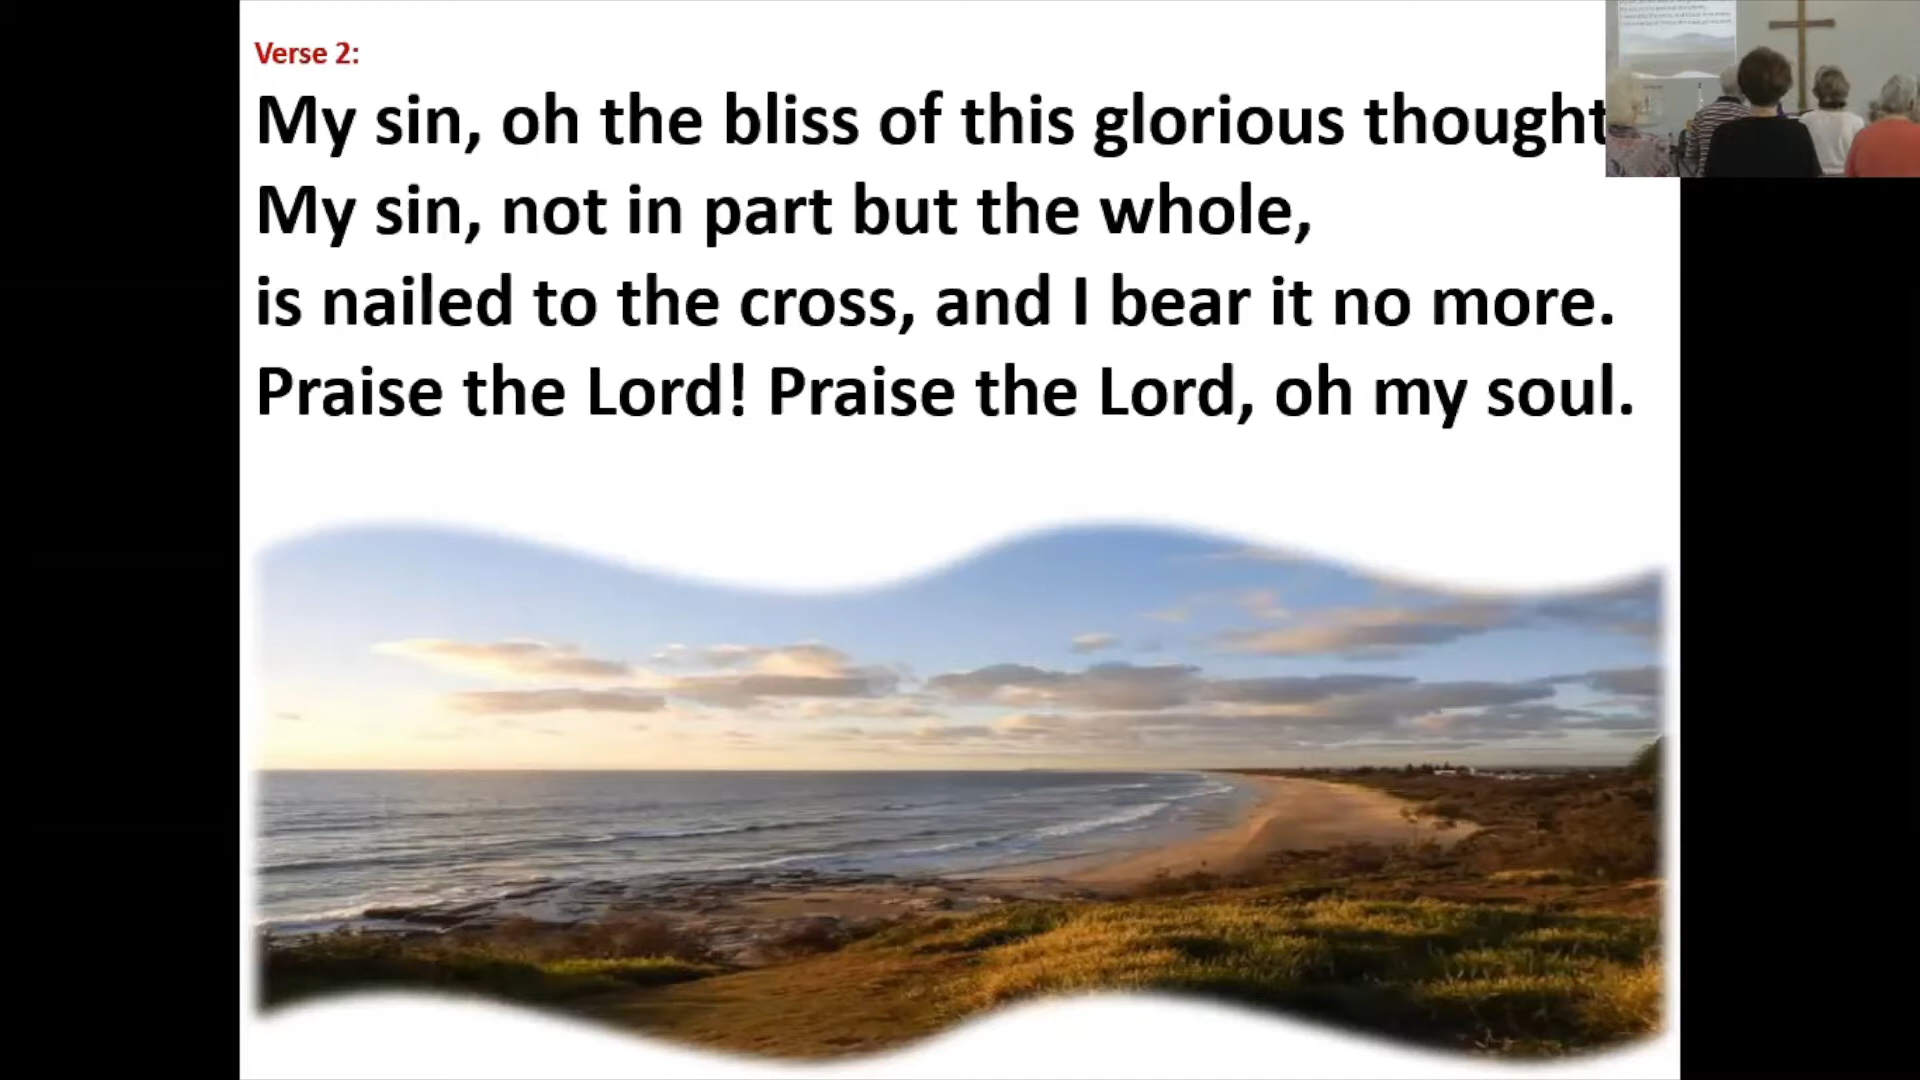 Verse 2:
My sin, oh the bliss of this glorious thought
My sin, not in part but the whole,
is nailed to the cross, and I bear it no more.
Praise the Lord! Praise the Lord, oh my soul.